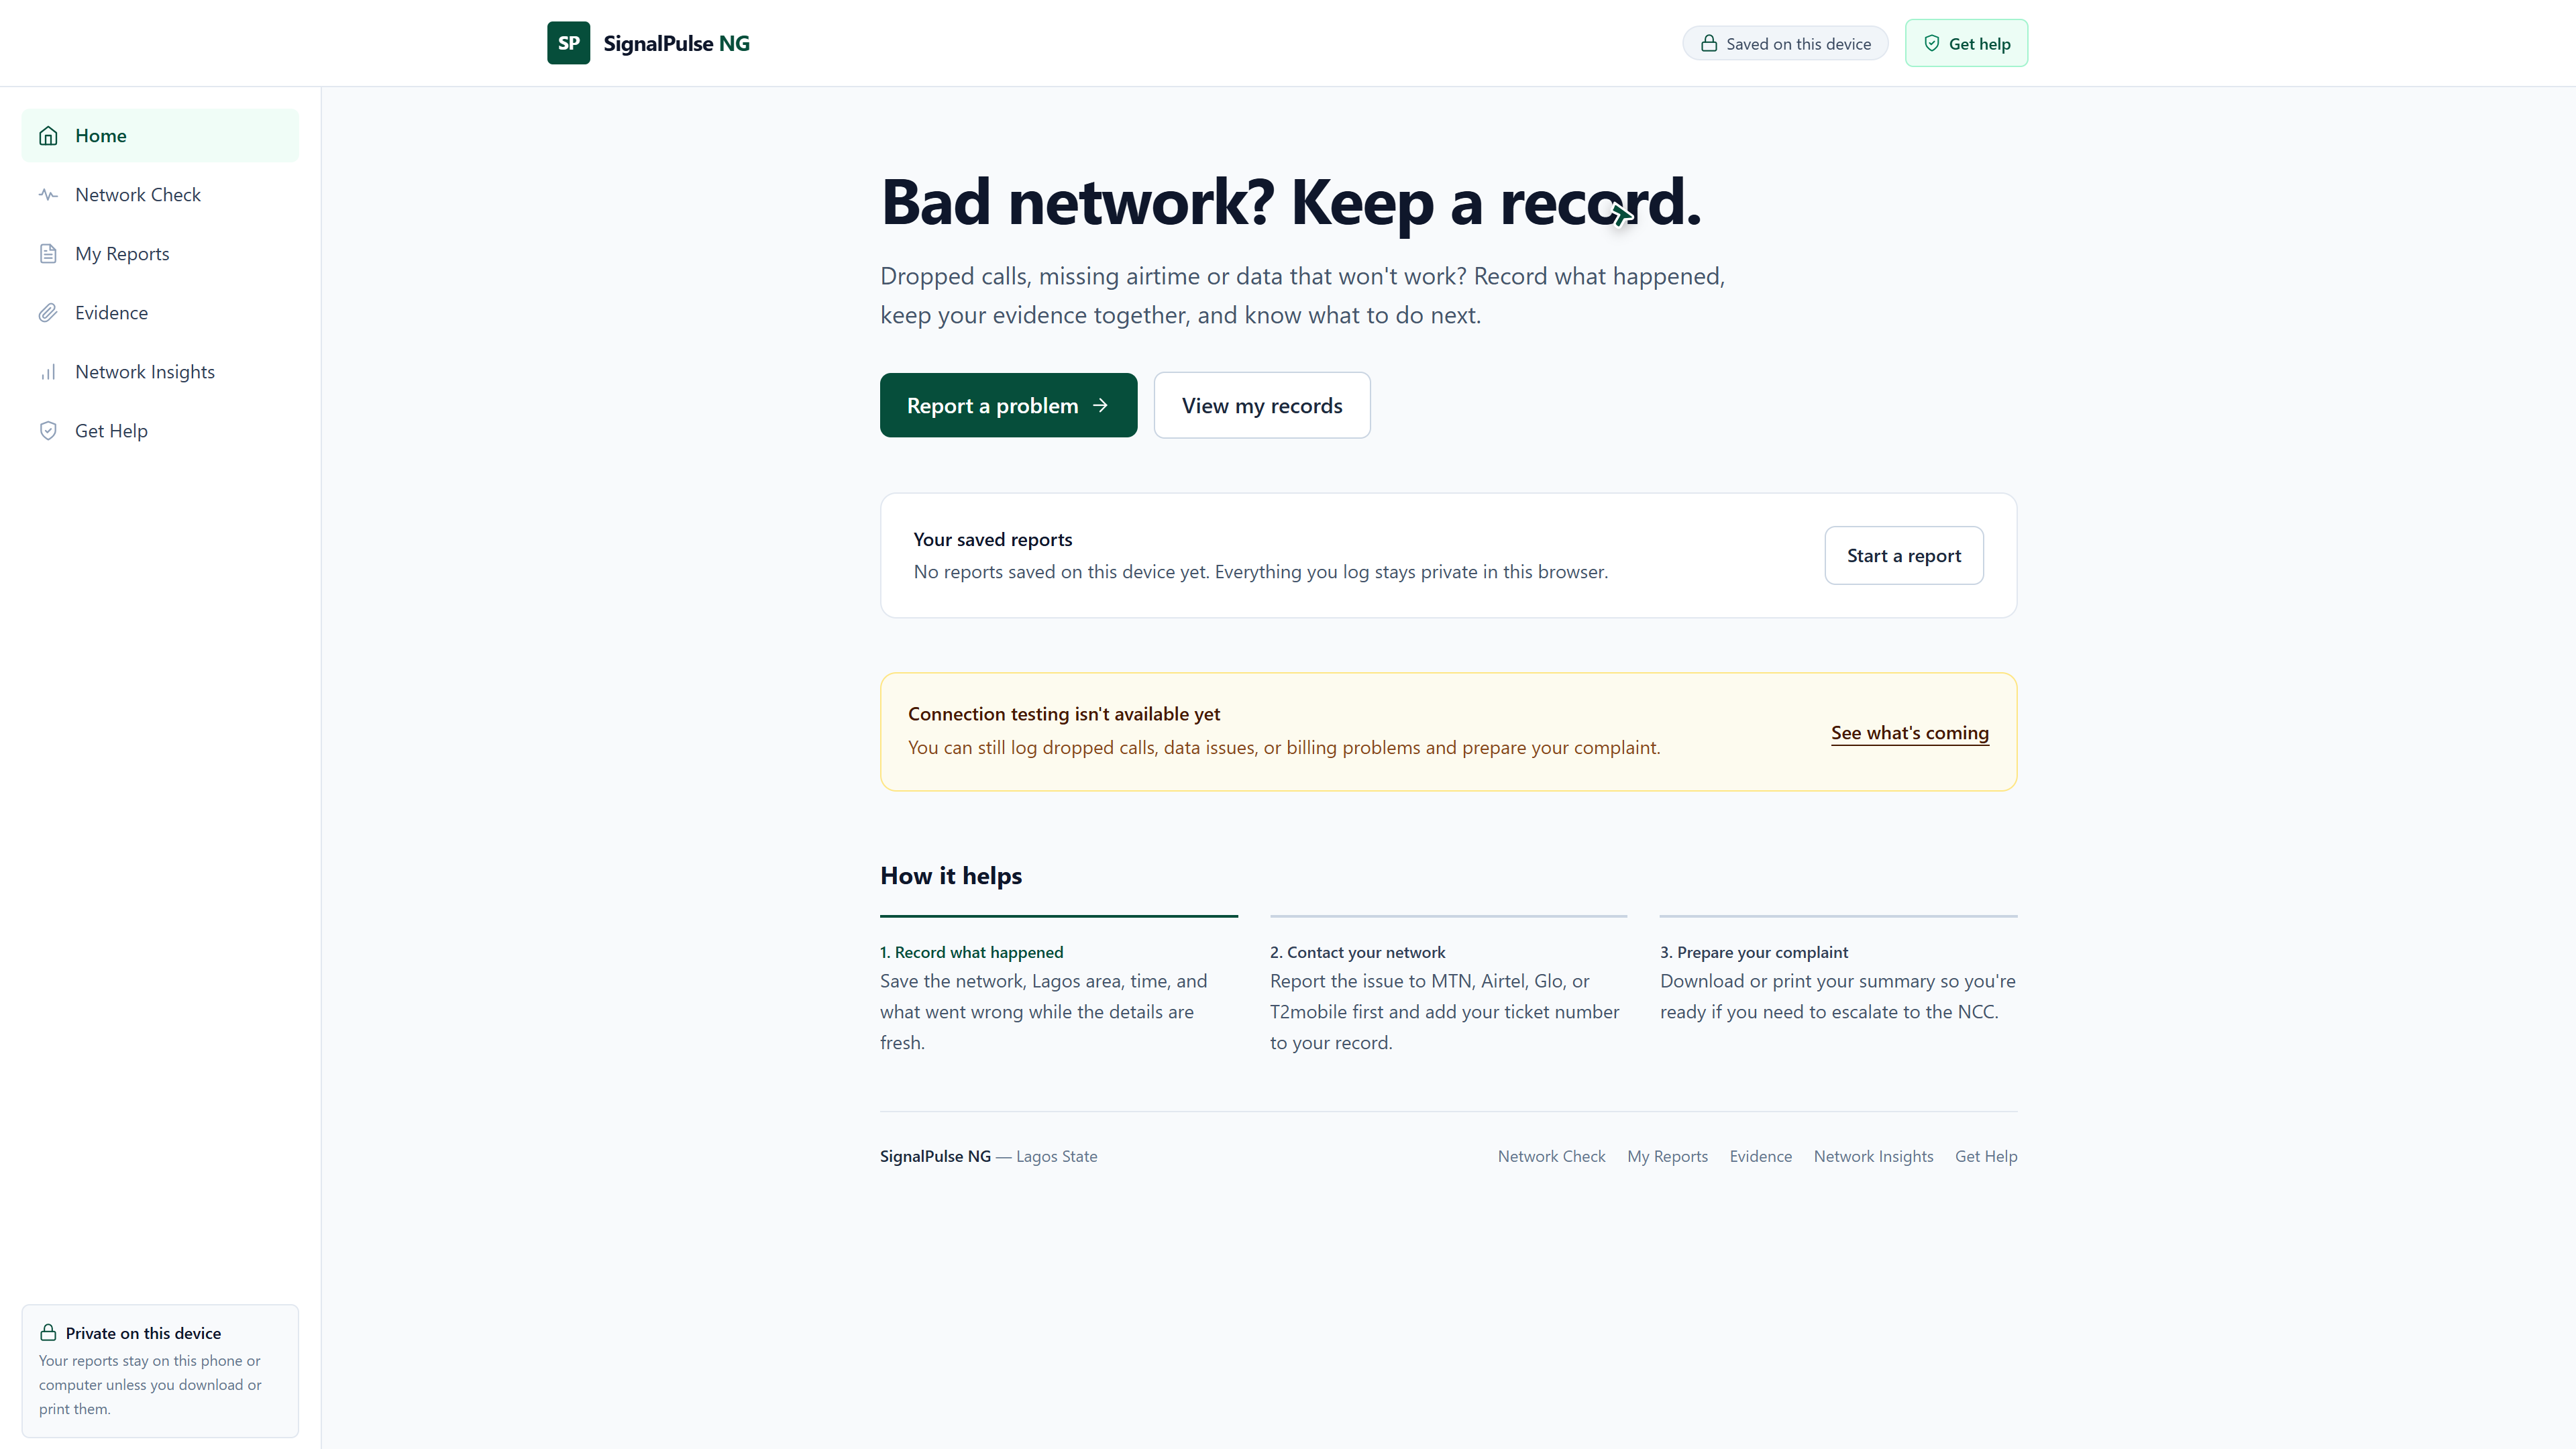 SP SignalPulse NG
Saved on this device
Get help
Home
Network Check
My Reports
Evidence
Network Insights
Get Help
Private on this device
Your reports stay on this phone or
computer unless you download or
print them.
Bad network? Keep a record.
Dropped calls, missing airtime or data that won't work? Record what happened,
keep your evidence together, and know what to do next.
Report a problem
View my records
Your saved reports
No reports saved on this device yet. Everything you log stays private in this browser.
Start a report
Connection testing isn't available yet
You can still log dropped calls, data issues, or billing problems and prepare your complaint.
See what's coming
How it helps
1. Record what happened
Save the network, Lagos area, time, and
what went wrong while the details are
fresh.
2. Contact your network
Report the issue to MTN, Airtel, Glo, or
T2mobile first and add your ticket number
to your record.
3. Prepare your complaint
Download or print your summary so you're
ready if you need to escalate to the NCC.
SignalPulse NG — Lagos State
Network Check
My Reports
Evidence
Network Insights
Get Help